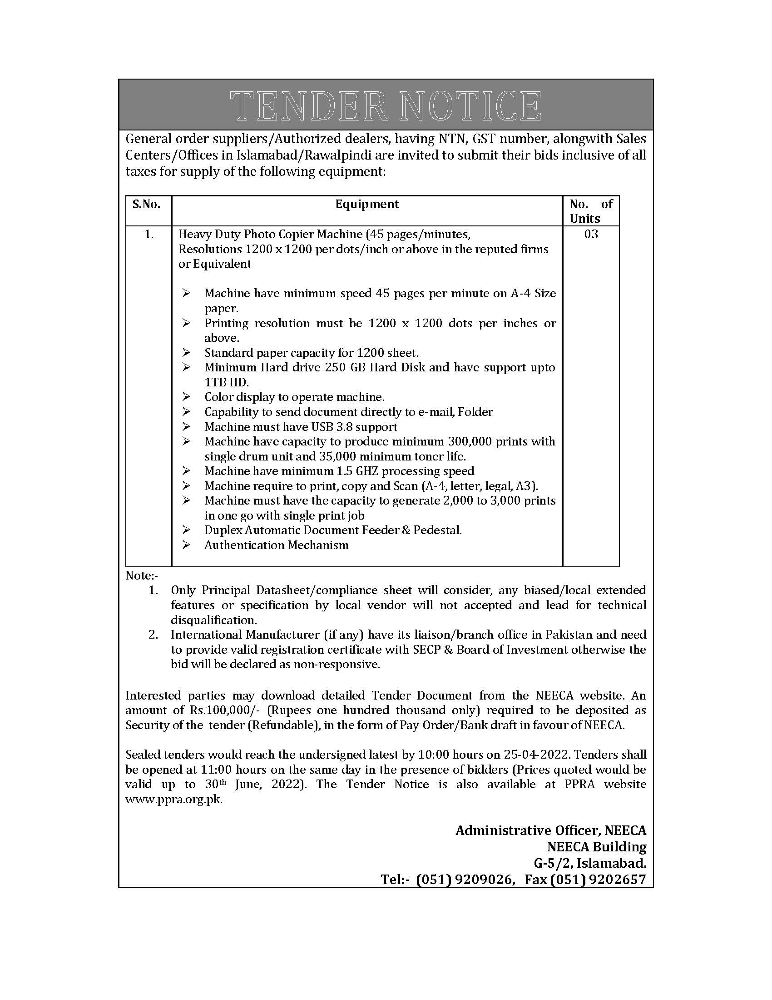 TENDER NOTICE
General order suppliers/Authorized dealers, having NTN, GST number, alongwith Sales
Centers/Offices in Islamabad/Rawalpindi are invited to submit their bids inclusive of all
taxes for supply of the following equipment:
S.No.
Equipment
No. of
Units
1.
Heavy Duty Photo Copier Machine (45 pages/minutes,
Resolutions 1200 x 1200 per dots/inch or above in the reputed firms
or Equivalent
03
➢ Machine have minimum speed 45 pages per minute on A-4 Size
paper.
➢ Printing resolution must be 1200 x 1200 dots per inches or
above.
➢ Standard paper capacity for 1200 sheet.
➢ Minimum Hard drive 250 GB Hard Disk and have support upto
1TB HD.
➢ Color display to operate machine.
➢ Capability to send document directly to e-mail, Folder
➢ Machine must have USB 3.8 support
➢ Machine have capacity to produce minimum 300,000 prints with
single drum unit and 35,000 minimum toner life.
➢ Machine have minimum 1.5 GHZ processing speed
➢ Machine require to print, copy and Scan (A-4, letter, legal, A3).
➢ Machine must have the capacity to generate 2,000 to 3,000 prints
in one go with single print job
➢ Duplex Automatic Document Feeder & Pedestal.
➢ Authentication Mechanism
Note:-
1. Only Principal Datasheet/compliance sheet will consider, any biased/local extended
features or specification by local vendor will not accepted and lead for technical
disqualification.
2. International Manufacturer (if any) have its liaison/branch office in Pakistan and need
to provide valid registration certificate with SECP & Board of Investment otherwise the
bid will be declared as non-responsive.
Interested parties may download detailed Tender Document from the NEECA website. An
amount of Rs.100,000/- (Rupees one hundred thousand only) required to be deposited as
Security of the tender (Refundable), in the form of Pay Order/Bank draft in favour of NEECA.
Sealed tenders would reach the undersigned latest by 10:00 hours on 25-04-2022. Tenders shall
be opened at 11:00 hours on the same day in the presence of bidders (Prices quoted would be
valid up to 30th June, 2022). The Tender Notice is also available at PPRA website
www.ppra.org.pk.
Administrative Officer, NEECA
NEECA Building
G-5/2, Islamabad.
Tel:- (051) 9209026, Fax (051) 9202657